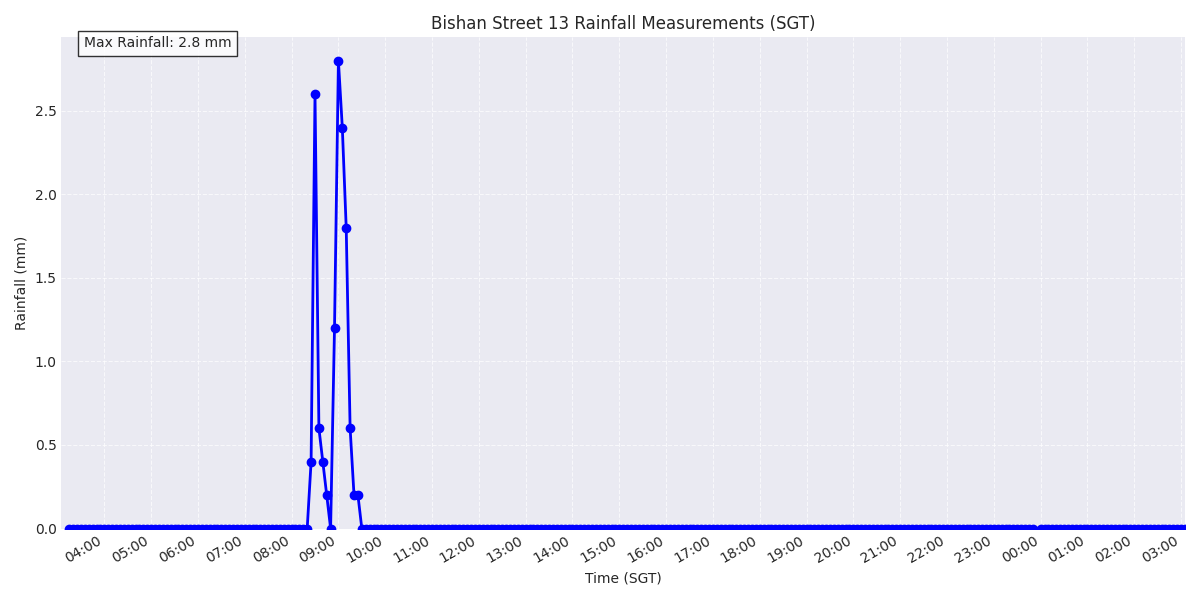 Bishan Street 13 Rainfall Measurements (SGT)
Max Rainfall: 2.8 mm
Rainfall (mm)
2.5
2.0
1.5
1.0
0.5
0.0
04:00 05:00 06:00 07:00 08:00 09:00 10:00 11:00 12:00 13:00 14:00 15:00 16:00 17:00 18:00 19:00 20:00 21:00 22:00 23:00 00:00 01:00 02:00 03:00
Time (SGT)